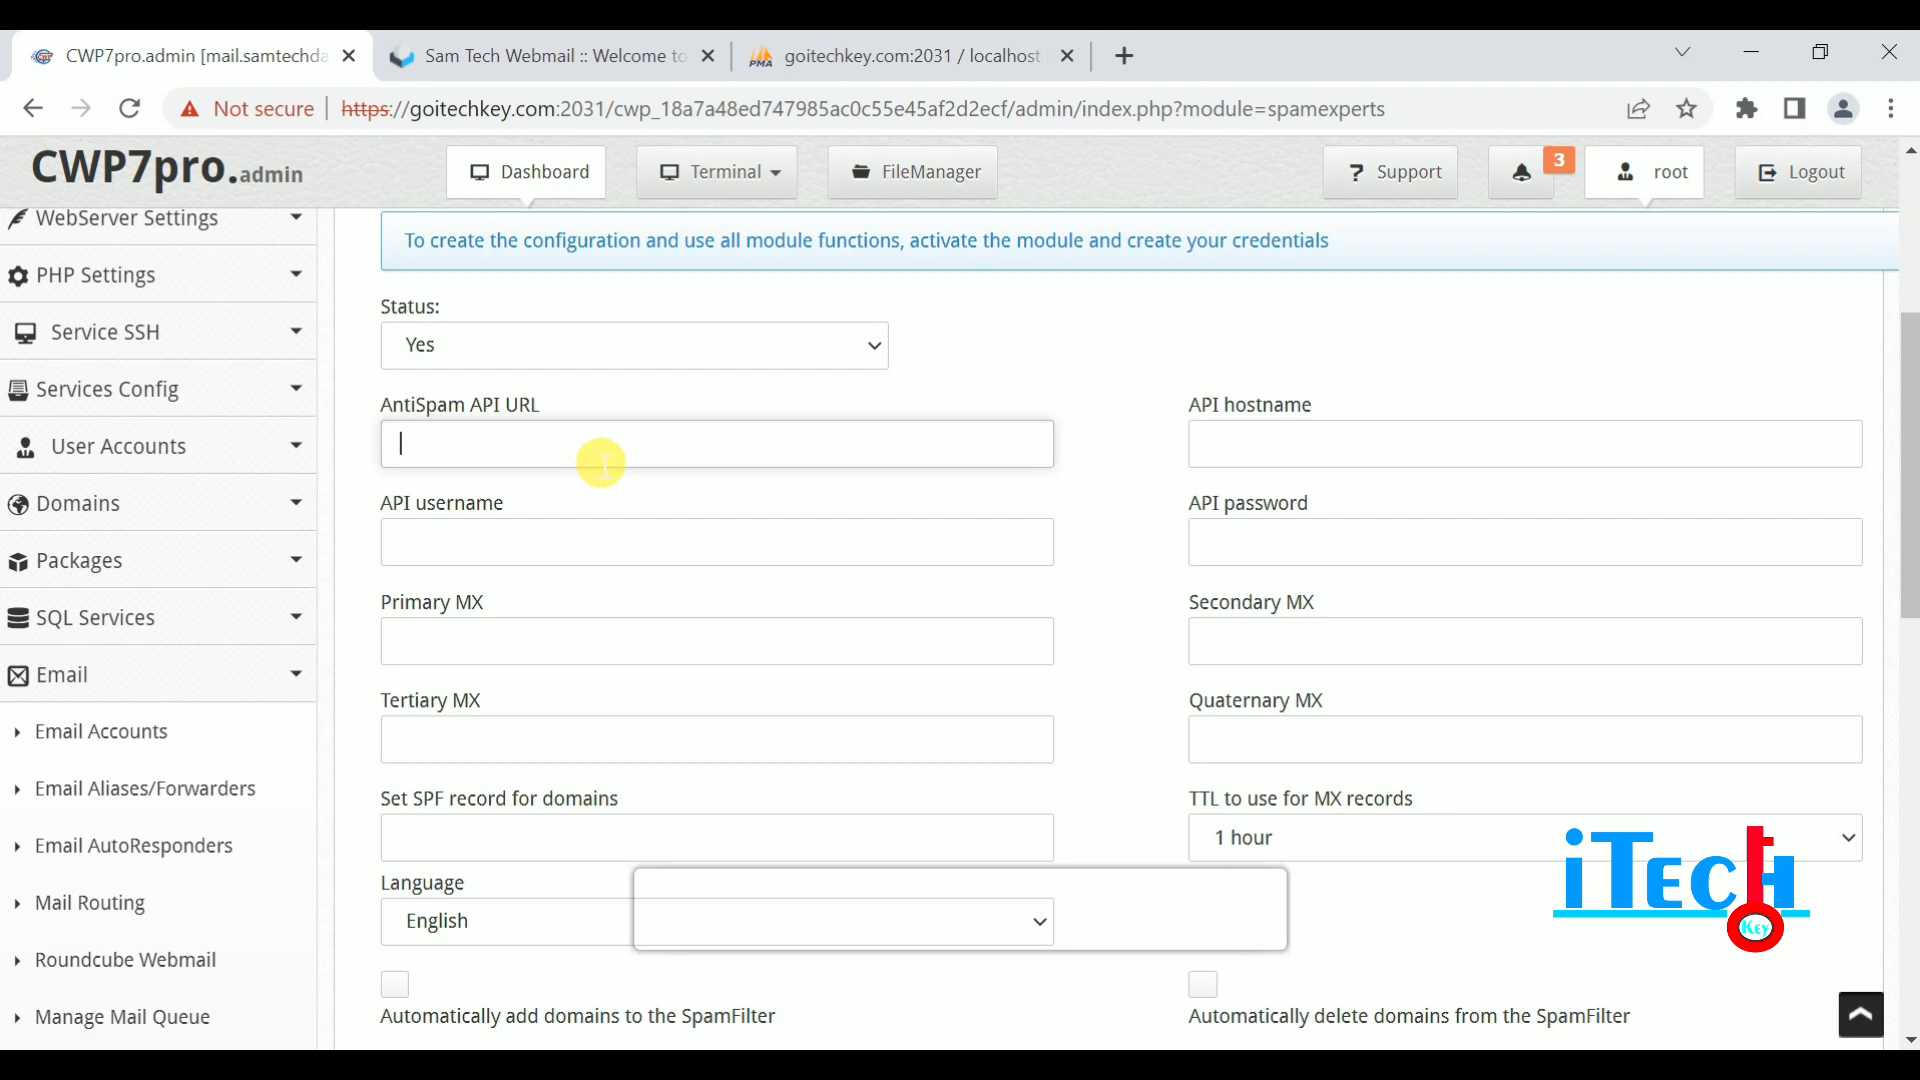 CWP7pro.admin [mail.samtechda
Sam Tech Webmail :: Welcome to
PMA
goitechkey.com:2031 / localhost
Not secure
https://goitechkey.com:2031/cwp_18a7a48ed747985ac0c55e45af2d2ecf/admin/index.php?module=spamexperts
CWP7pro.admin
Dashboard
Terminal
FileManager
? Support
3
root
Logout
WebServer Settings
PHP Settings
Service SSH
Services Config
User Accounts
Domains
Packages
SQL Services
Email
Email Accounts
Email Aliases/Forwarders
Email AutoResponders
Mail Routing
Roundcube Webmail
Manage Mail Queue
To create the configuration and use all module functions, activate the module and create your credentials
Status:
Yes
AntiSpam API URL
API hostname
API username
API password
Primary MX
Secondary MX
Tertiary MX
Quaternary MX
Set SPF record for domains
TTL to use for MX records
1 hour
Language
English
Automatically add domains to the SpamFilter
Automatically delete domains from the SpamFilter
iTecH
Key